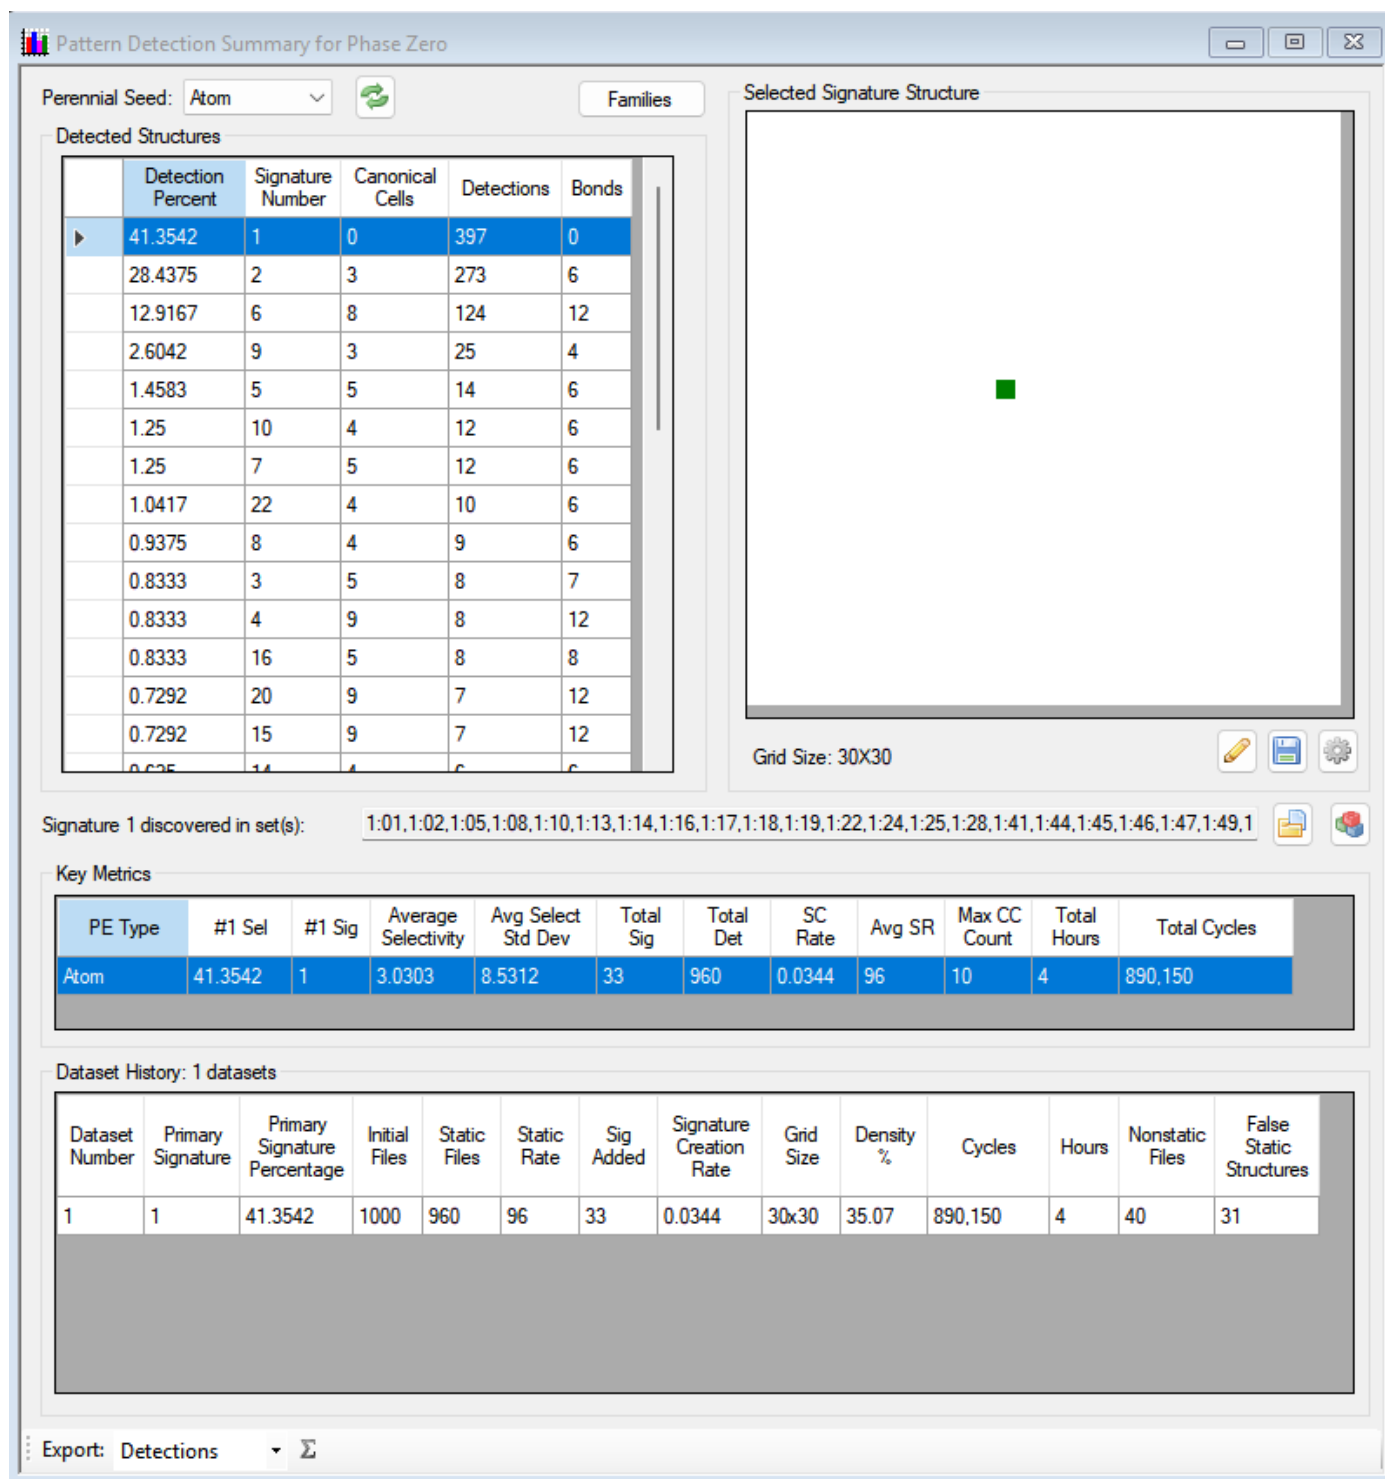 Pattern Detection Summary for Phase Zero
Perennial Seed: Atom
Families
Detected Structures
Detection Percent Signature Number Canonical Cells Detections Bonds
41.3542 1 0 397 0
28.4375 2 3 273 6
12.9167 6 8 124 12
2.6042 9 3 25 4
1.4583 5 5 14 6
1.25 10 4 12 6
1.25 7 5 12 6
1.0417 22 4 10 6
0.9375 8 4 9 6
0.8333 3 5 8 7
0.8333 4 9 8 12
0.8333 16 5 8 8
0.7292 20 9 7 12
0.7292 15 9 7 12
Selected Signature Structure
Grid Size: 30X30
Signature 1 discovered in set(s): 1:01,1:02,1:05,1:08,1:10,1:13,1:14,1:16,1:17,1:18,1:19,1:22,1:24,1:25,1:28,1:41,1:44,1:45,1:46,1:47,1:49,1
Key Metrics
PE Type #1 Sel #1 Sig Average Selectivity Avg Select Std Dev Total Sig Total Det SC Rate Avg SR Max CC Count Total Hours Total Cycles
Atom 41.3542 1 3.0303 8.5312 33 960 0.0344 96 10 4 890,150
Dataset History: 1 datasets
Dataset Number Primary Signature Primary Signature Percentage Initial Files Static Files Static Rate Sig Added Signature Creation Rate Grid Size Density % Cycles Hours Nonstatic Files False Static Structures
1 1 41.3542 1000 960 96 33 0.0344 30x30 35.07 890,150 4 40 31
Export: Detections Σ